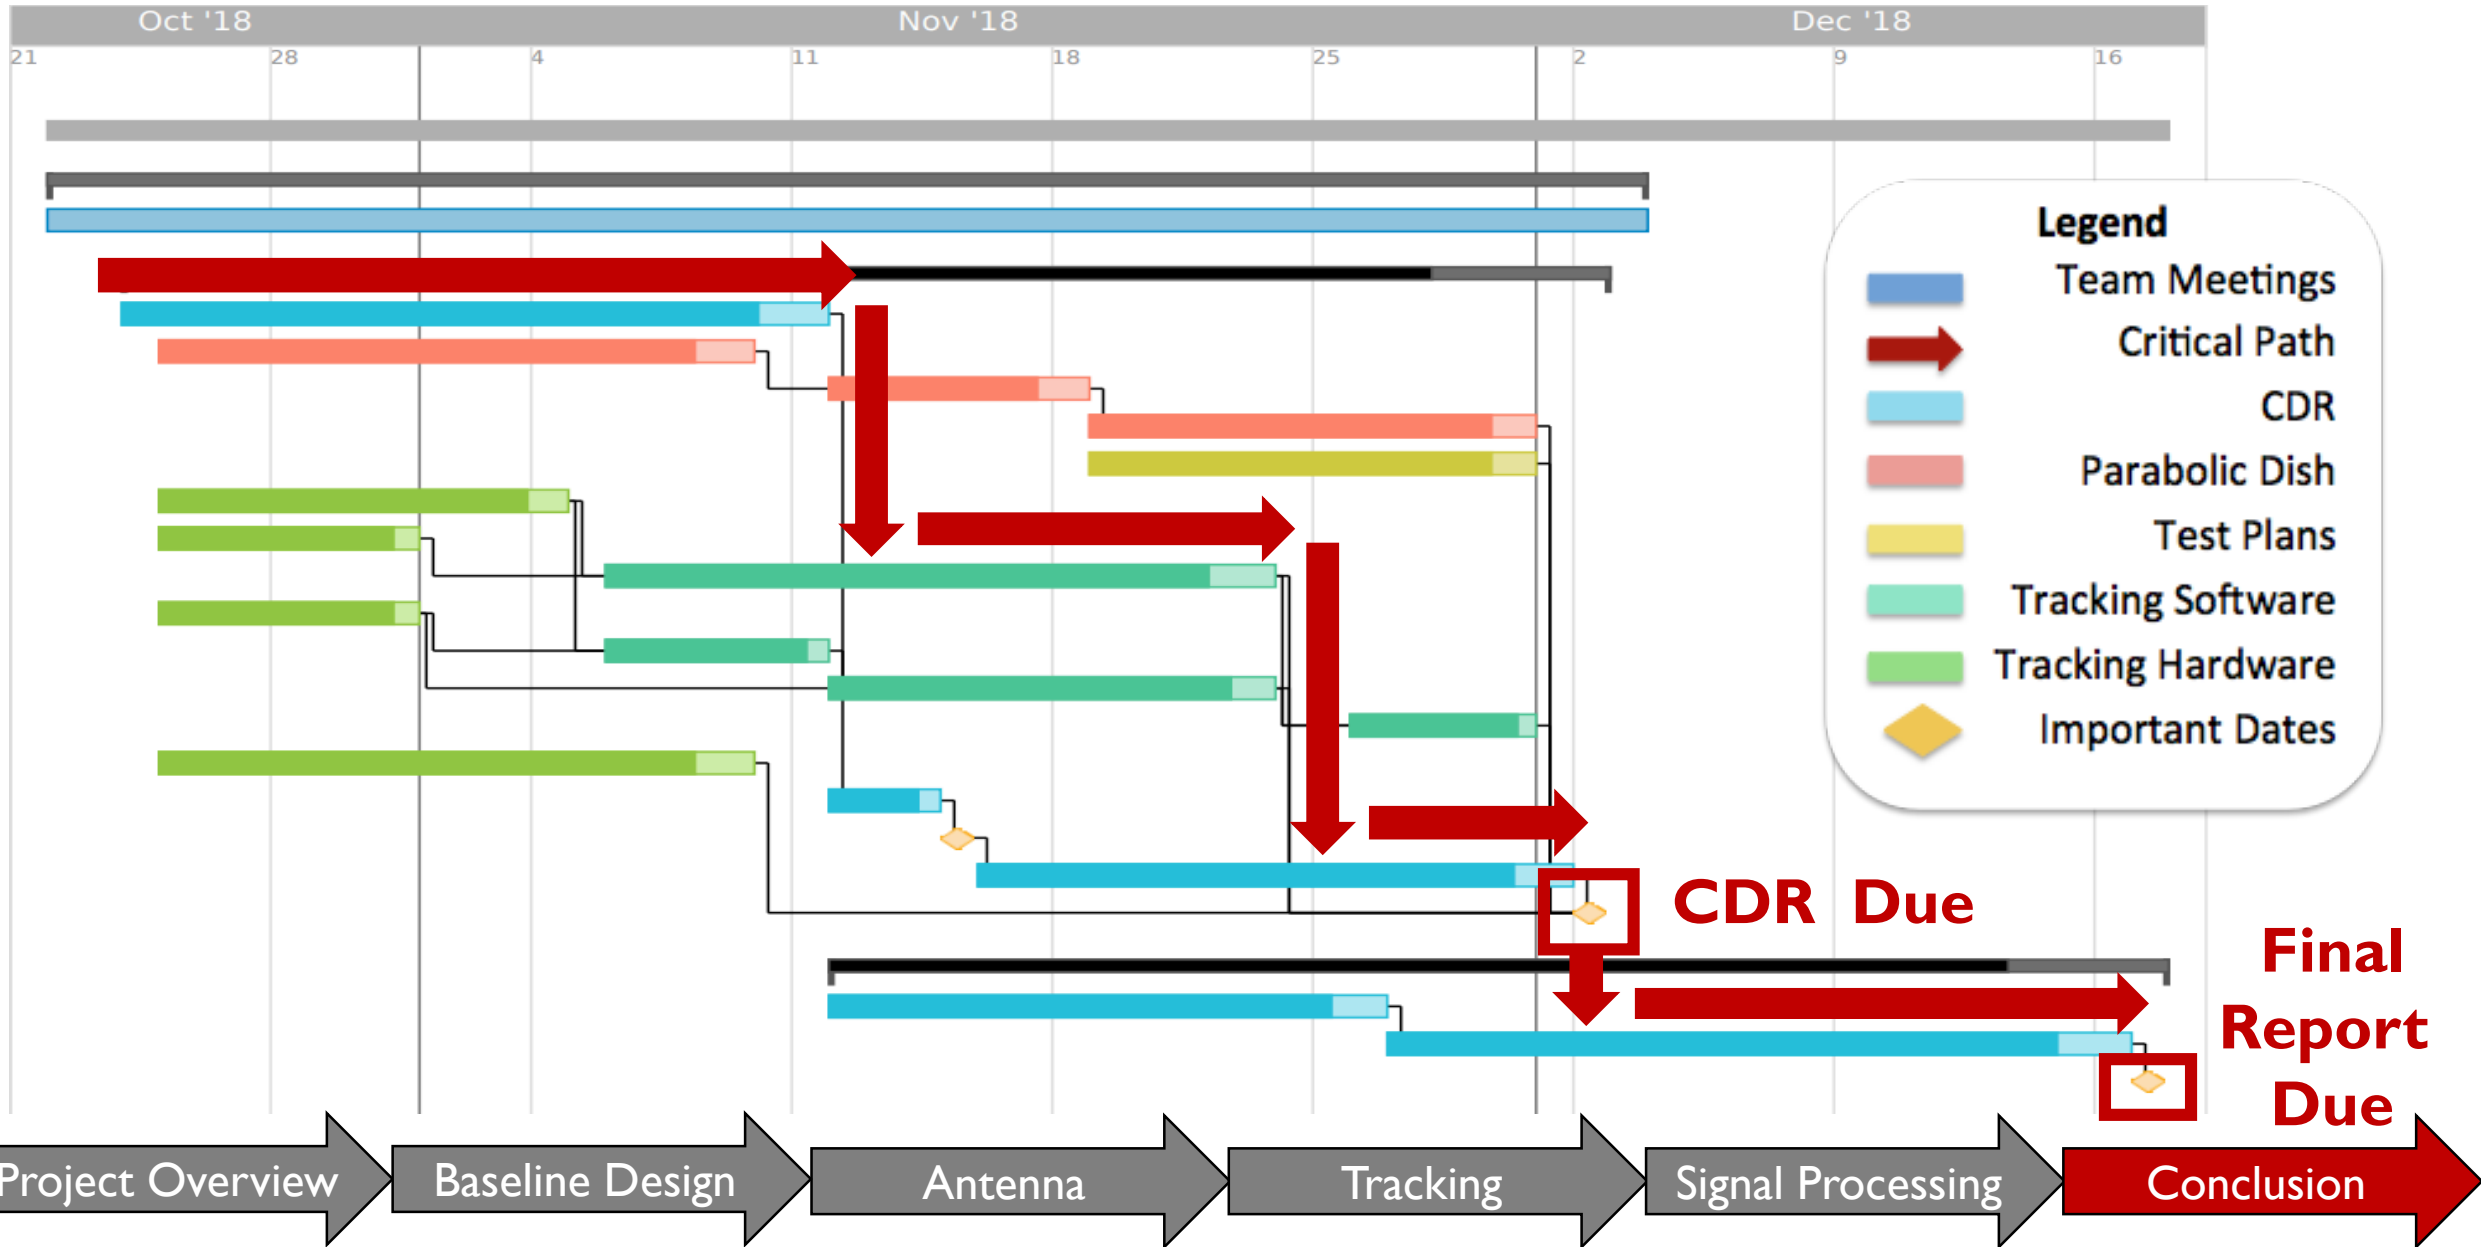 Oct '18 Nov '18 Dec '18
21 28 4 11 18 25 2 9 16
Legend
Team Meetings
Critical Path
CDR
Parabolic Dish
Test Plans
Tracking Software
Tracking Hardware
Important Dates
CDR Due
Final
Report
Due
Project Overview Baseline Design Antenna Tracking Signal Processing Conclusion